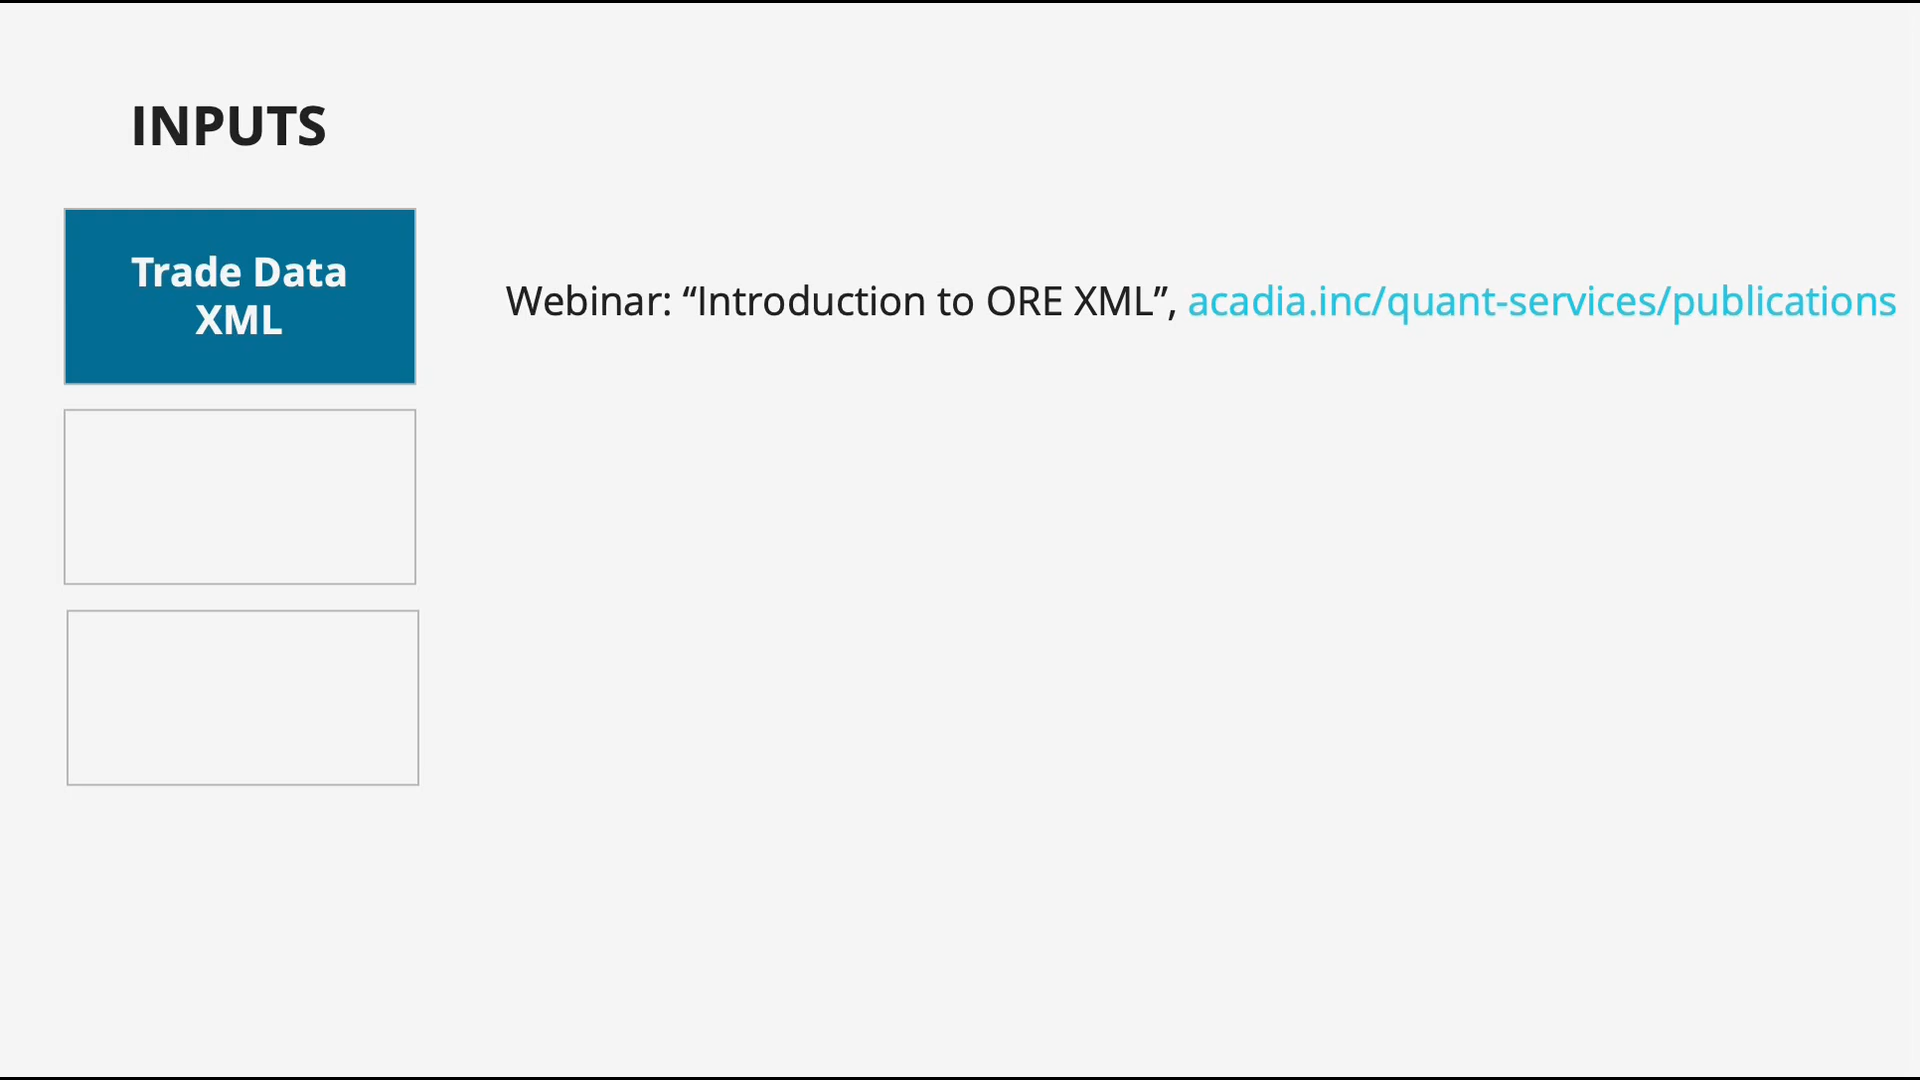 INPUTS
Trade Data
XML
Webinar: “Introduction to ORE XML”, acadia.inc/quant-services/publications